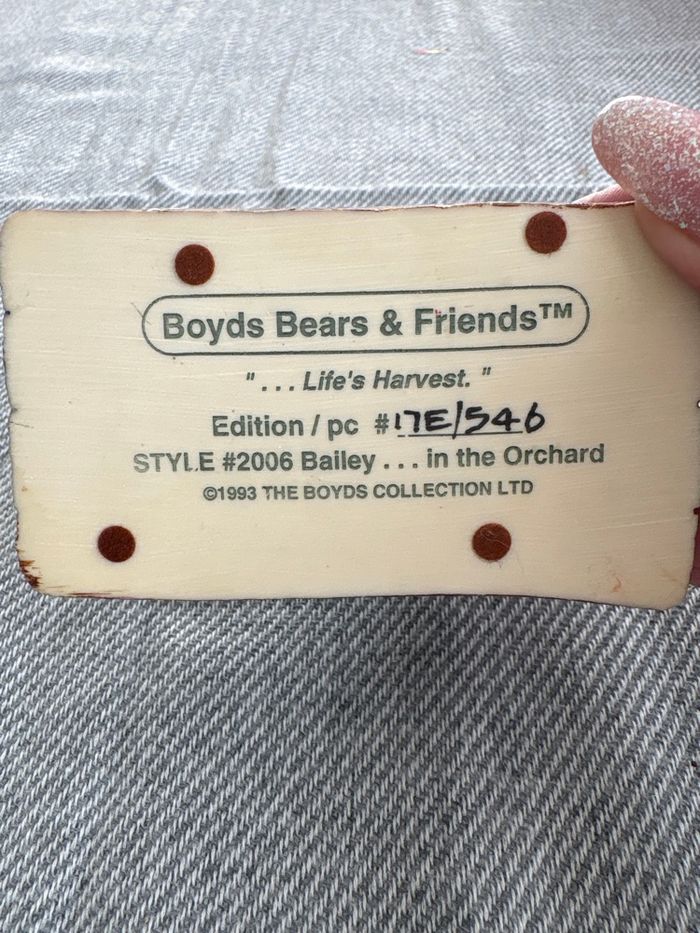 Boyds Bears & Friends™
"... Life's Harvest. "
Edition / pc #17E/546
STYLE #2006 Bailey ... in the Orchard
©1993 THE BOYDS COLLECTION LTD